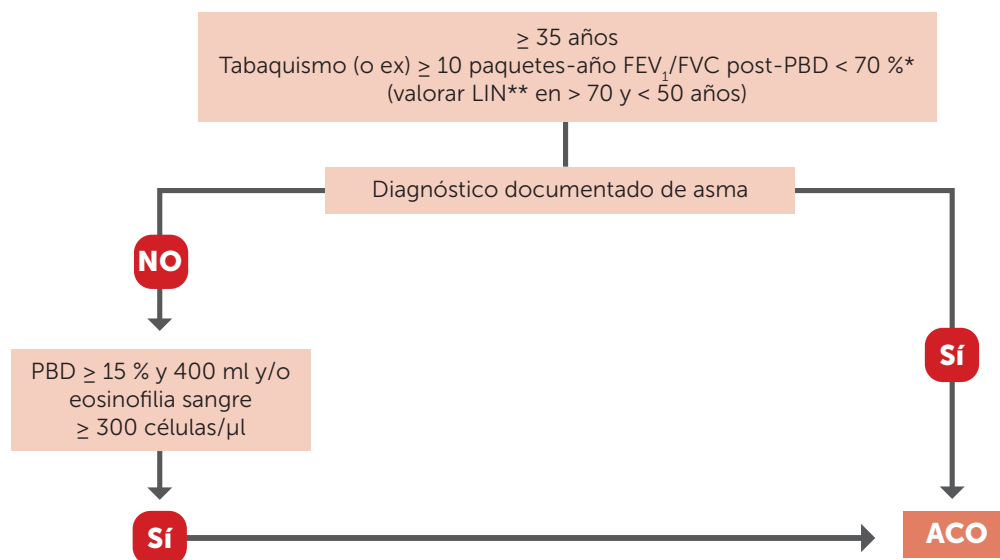 ≥ 35 años
Tabaquismo (o ex) ≥ 10 paquetes-año FEV₁/FVC post-PBD < 70 %*
(valorar LIN** en > 70 y < 50 años)
Diagnóstico documentado de asma
NO
Sí
PBD ≥ 15 % y 400 ml y/o
eosinofilia sangre
≥ 300 células/µl
Sí
ACO